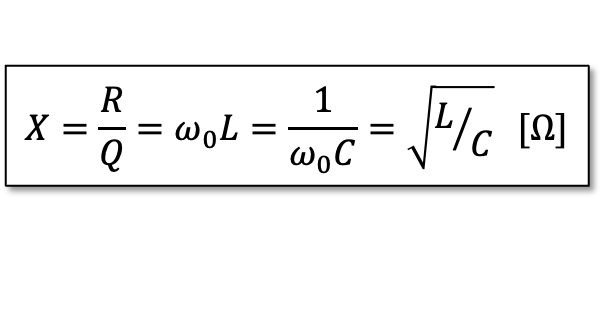 X = R/Q = ω₀L = 1/ω₀C = √L/C [Ω]